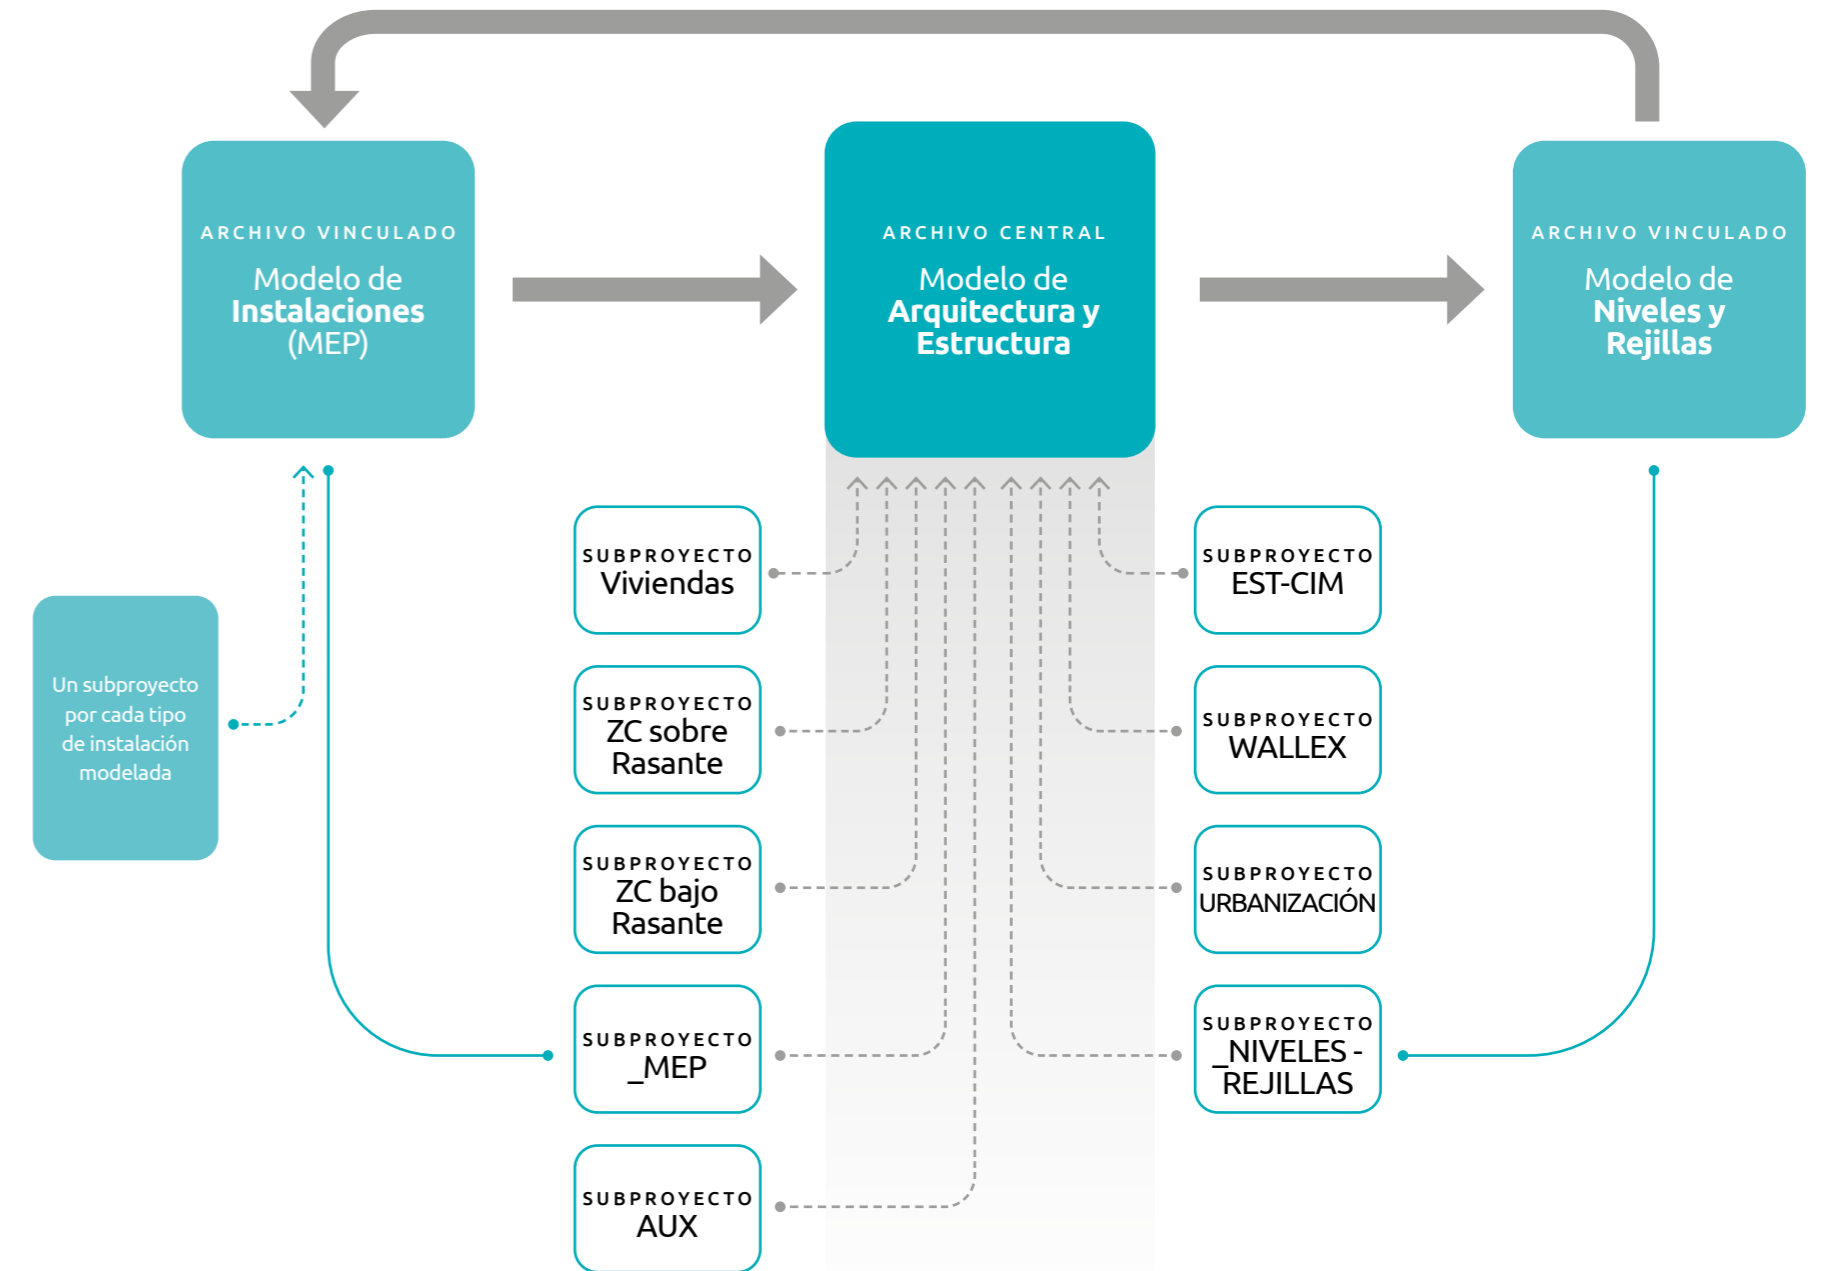 ARCHIVO VINCULADO
Modelo de
Instalaciones
(MEP)
ARCHIVO CENTRAL
Modelo de
Arquitectura y
Estructura
ARCHIVO VINCULADO
Modelo de
Niveles y
Rejillas
Un subproyecto
por cada tipo
de instalación
modelada
SUBPROYECTO
Viviendas
SUBPROYECTO
ZC sobre
Rasante
SUBPROYECTO
ZC bajo
Rasante
SUBPROYECTO
_MEP
SUBPROYECTO
AUX
SUBPROYECTO
EST-CIM
SUBPROYECTO
WALLEX
SUBPROYECTO
URBANIZACIÓN
SUBPROYECTO
_NIVELES -
REJILLAS